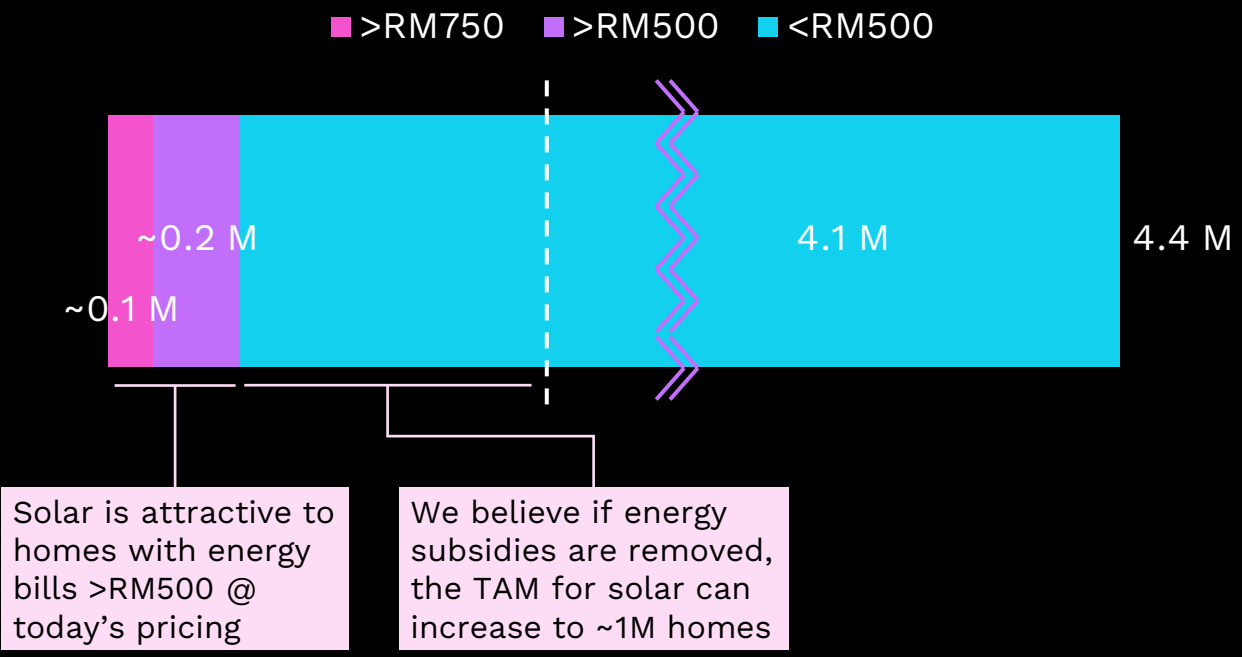 >RM750 >RM500 <RM500
~0.2 M
4.1 M
4.4 M
~0.1 M
Solar is attractive to
homes with energy
bills >RM500 @
today’s pricing
We believe if energy
subsidies are removed,
the TAM for solar can
increase to ~1M homes